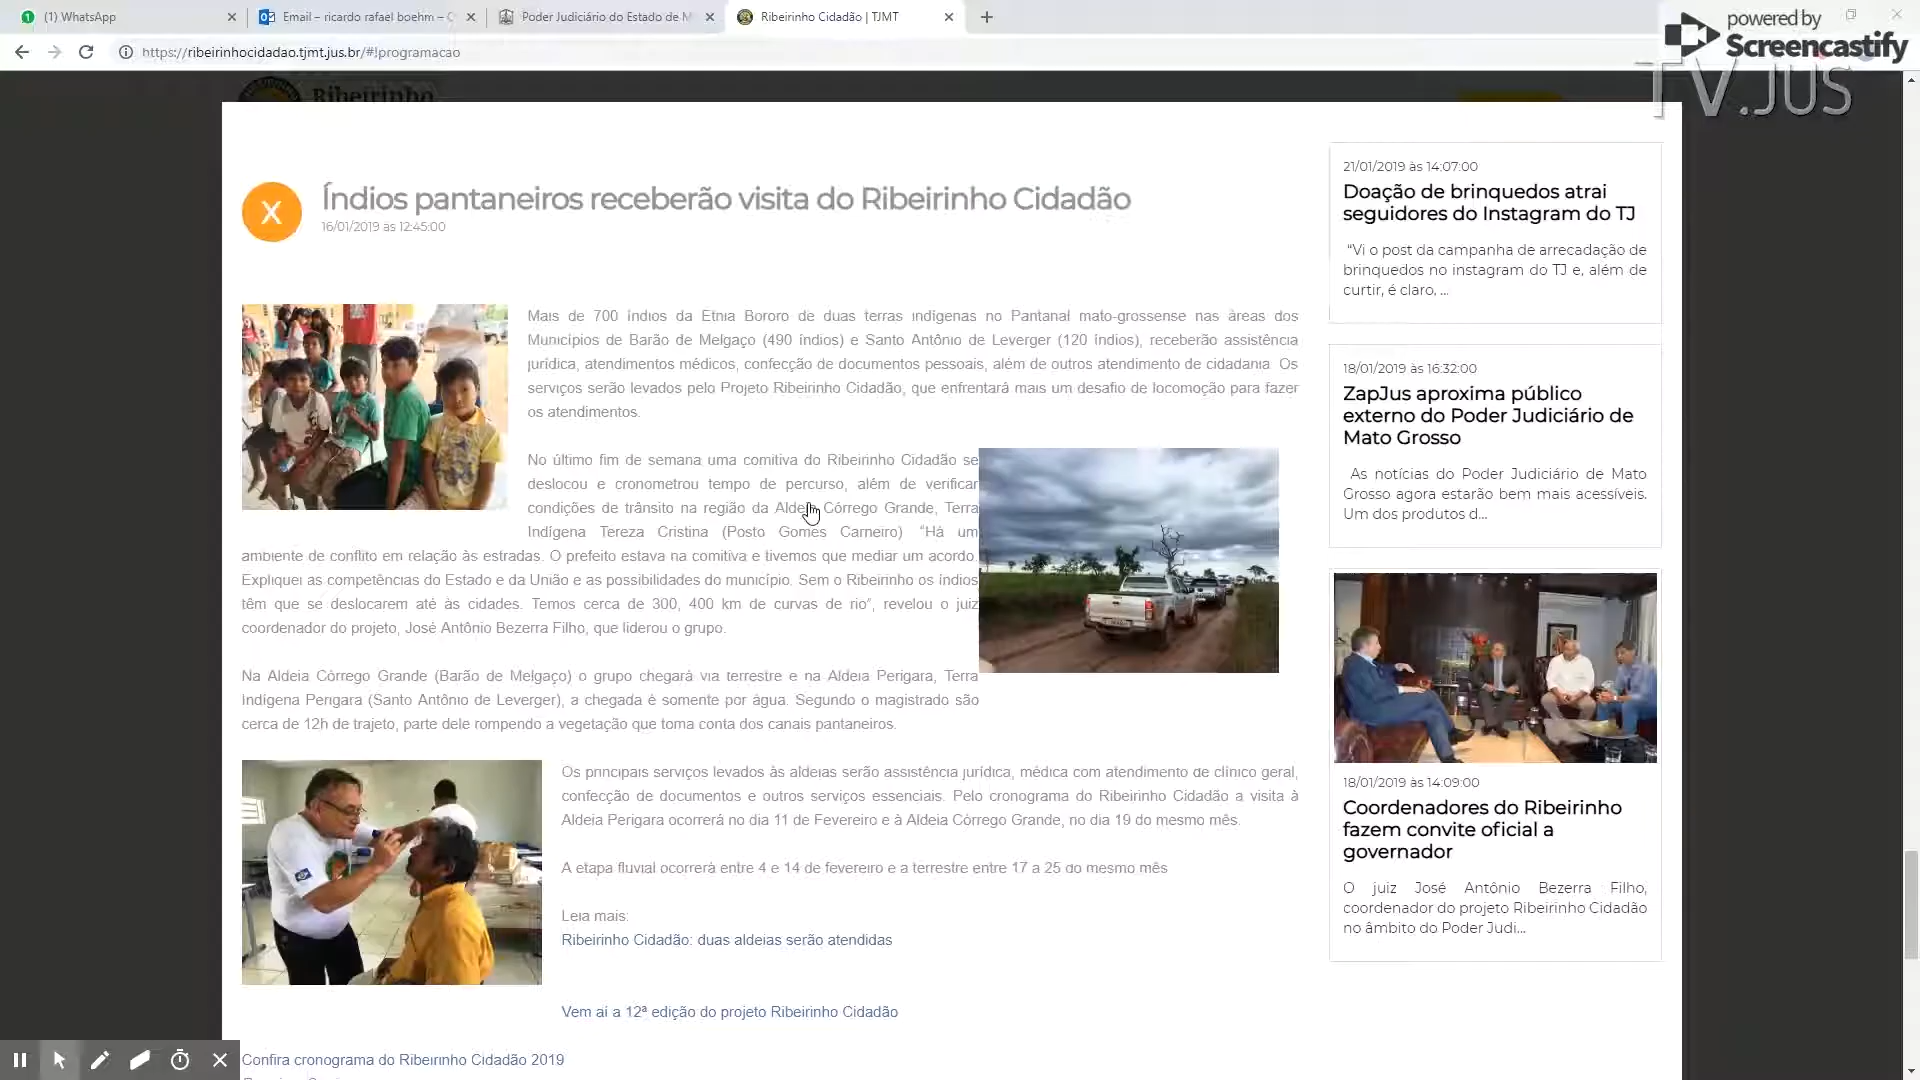 (1) WhatsApp
Email – ricardo rafael boehm –
Poder Judiciário do Estado de M
Ribeirinho Cidadão | TJMT
https://ribeirinhocidadao.tjmt.jus.br/#!programacao
powered by
Screencastify
TV.JUS
Ribeirinho
X
Índios pantaneiros receberão visita do Ribeirinho Cidadão
16/01/2019 às 12:45:00
Mais de 700 índios da Etnia Bororo de duas terras indígenas no Pantanal mato-grossense nas áreas dos
Municípios de Barão de Melgaço (490 índios) e Santo Antônio de Leverger (120 índios), receberão assistência
jurídica, atendimentos médicos, confecção de documentos pessoais, além de outros atendimento de cidadania. Os
serviços serão levados pelo Projeto Ribeirinho Cidadão, que enfrentará mais um desafio de locomoção para fazer
os atendimentos.
No último fim de semana uma comitiva do Ribeirinho Cidadão se
deslocou e cronometrou tempo de percurso, além de verificar
condições de trânsito na região da Aldeia Córrego Grande, Terra
Indígena Tereza Cristina (Posto Gomes Carneiro) “Há um
ambiente de conflito em relação às estradas. O prefeito estava na comitiva e tivemos que mediar um acordo.
Expliquei as competências do Estado e da União e as possibilidades do município. Sem o Ribeirinho os índios
têm que se deslocarem até às cidades. Temos cerca de 300, 400 km de curvas de rio”, revelou o juiz
coordenador do projeto, José Antônio Bezerra Filho, que liderou o grupo.
Na Aldeia Córrego Grande (Barão de Melgaço) o grupo chegará via terrestre e na Aldeia Perigara, Terra
Indígena Perigara (Santo Antônio de Leverger), a chegada é somente por água. Segundo o magistrado são
cerca de 12h de trajeto, parte dele rompendo a vegetação que toma conta dos canais pantaneiros.
Os principais serviços levados às aldeias serão assistência jurídica, médica com atendimento de clínico geral,
confecção de documentos e outros serviços essenciais. Pelo cronograma do Ribeirinho Cidadão a visita à
Aldeia Perigara ocorrerá no dia 11 de Fevereiro e à Aldeia Córrego Grande, no dia 19 do mesmo mês.
A etapa fluvial ocorrerá entre 4 e 14 de fevereiro e a terrestre entre 17 a 25 do mesmo mês
Leia mais:
Ribeirinho Cidadão: duas aldeias serão atendidas
Vem aí a 12ª edição do projeto Ribeirinho Cidadão
Confira cronograma do Ribeirinho Cidadão 2019
21/01/2019 às 14:07:00
Doação de brinquedos atrai
seguidores do Instagram do TJ
“Vi o post da campanha de arrecadação de
brinquedos no instagram do TJ e, além de
curtir, é claro, ...
18/01/2019 às 16:32:00
ZapJus aproxima público
externo do Poder Judiciário de
Mato Grosso
As notícias do Poder Judiciário de Mato
Grosso agora estarão bem mais acessíveis.
Um dos produtos d...
18/01/2019 às 14:09:00
Coordenadores do Ribeirinho
fazem convite oficial a
governador
O juiz José Antônio Bezerra Filho,
coordenador do projeto Ribeirinho Cidadão
no âmbito do Poder Judi...